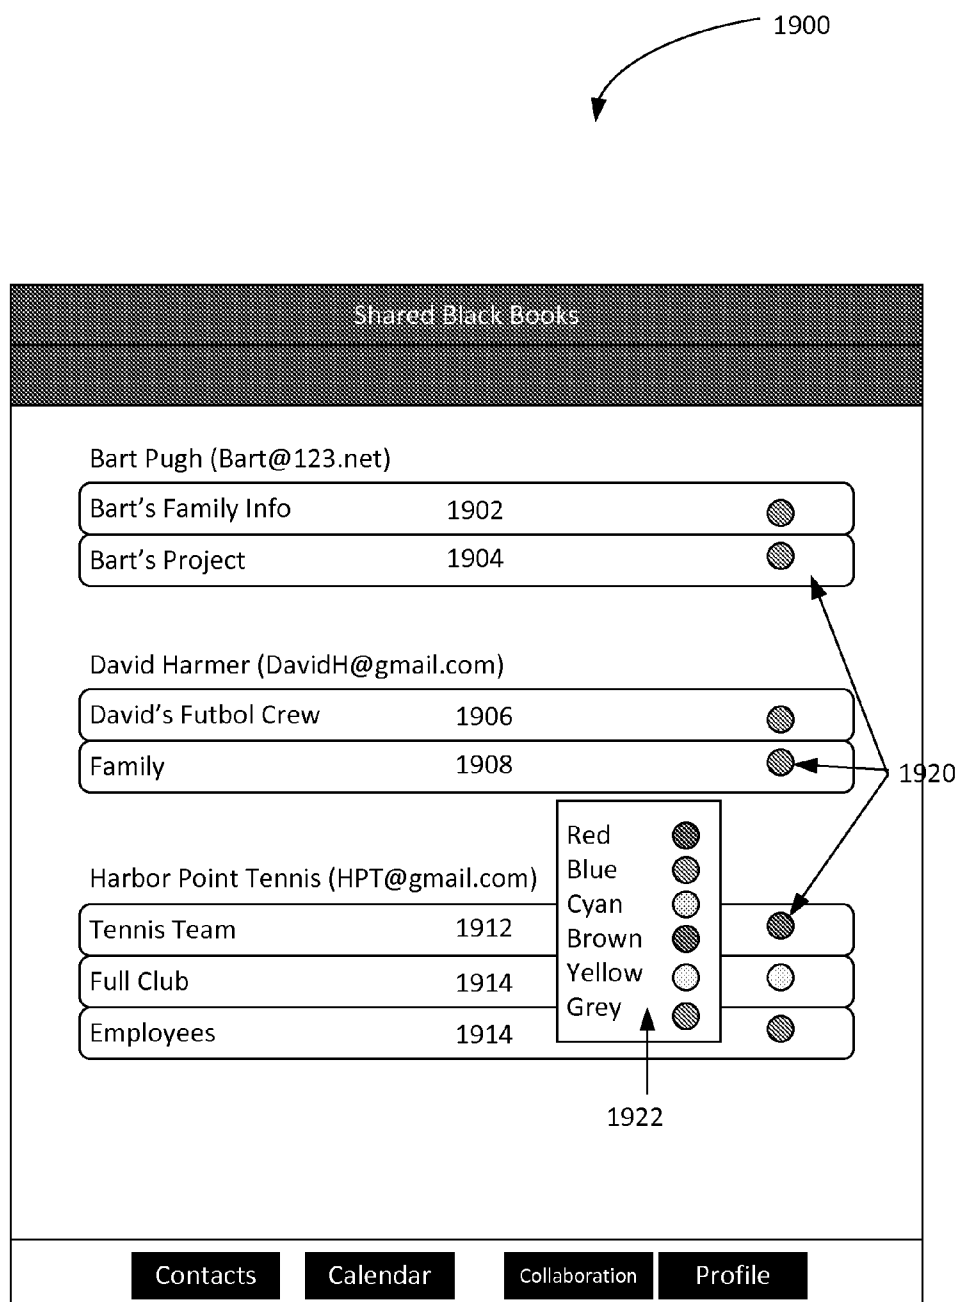 1900
Shared Black Books
Bart Pugh (Bart@123.net)
Bart's Family Info 1902
Bart's Project 1904
David Harmer (DavidH@gmail.com)
David's Futbol Crew 1906
Family 1908
1920
Red
Blue
Harbor Point Tennis (HPT@gmail.com)
Cyan
Tennis Team 1912
Brown
Yellow
Full Club 1914
Grey
Employees 1914
1922
Contacts Calendar Collaboration Profile